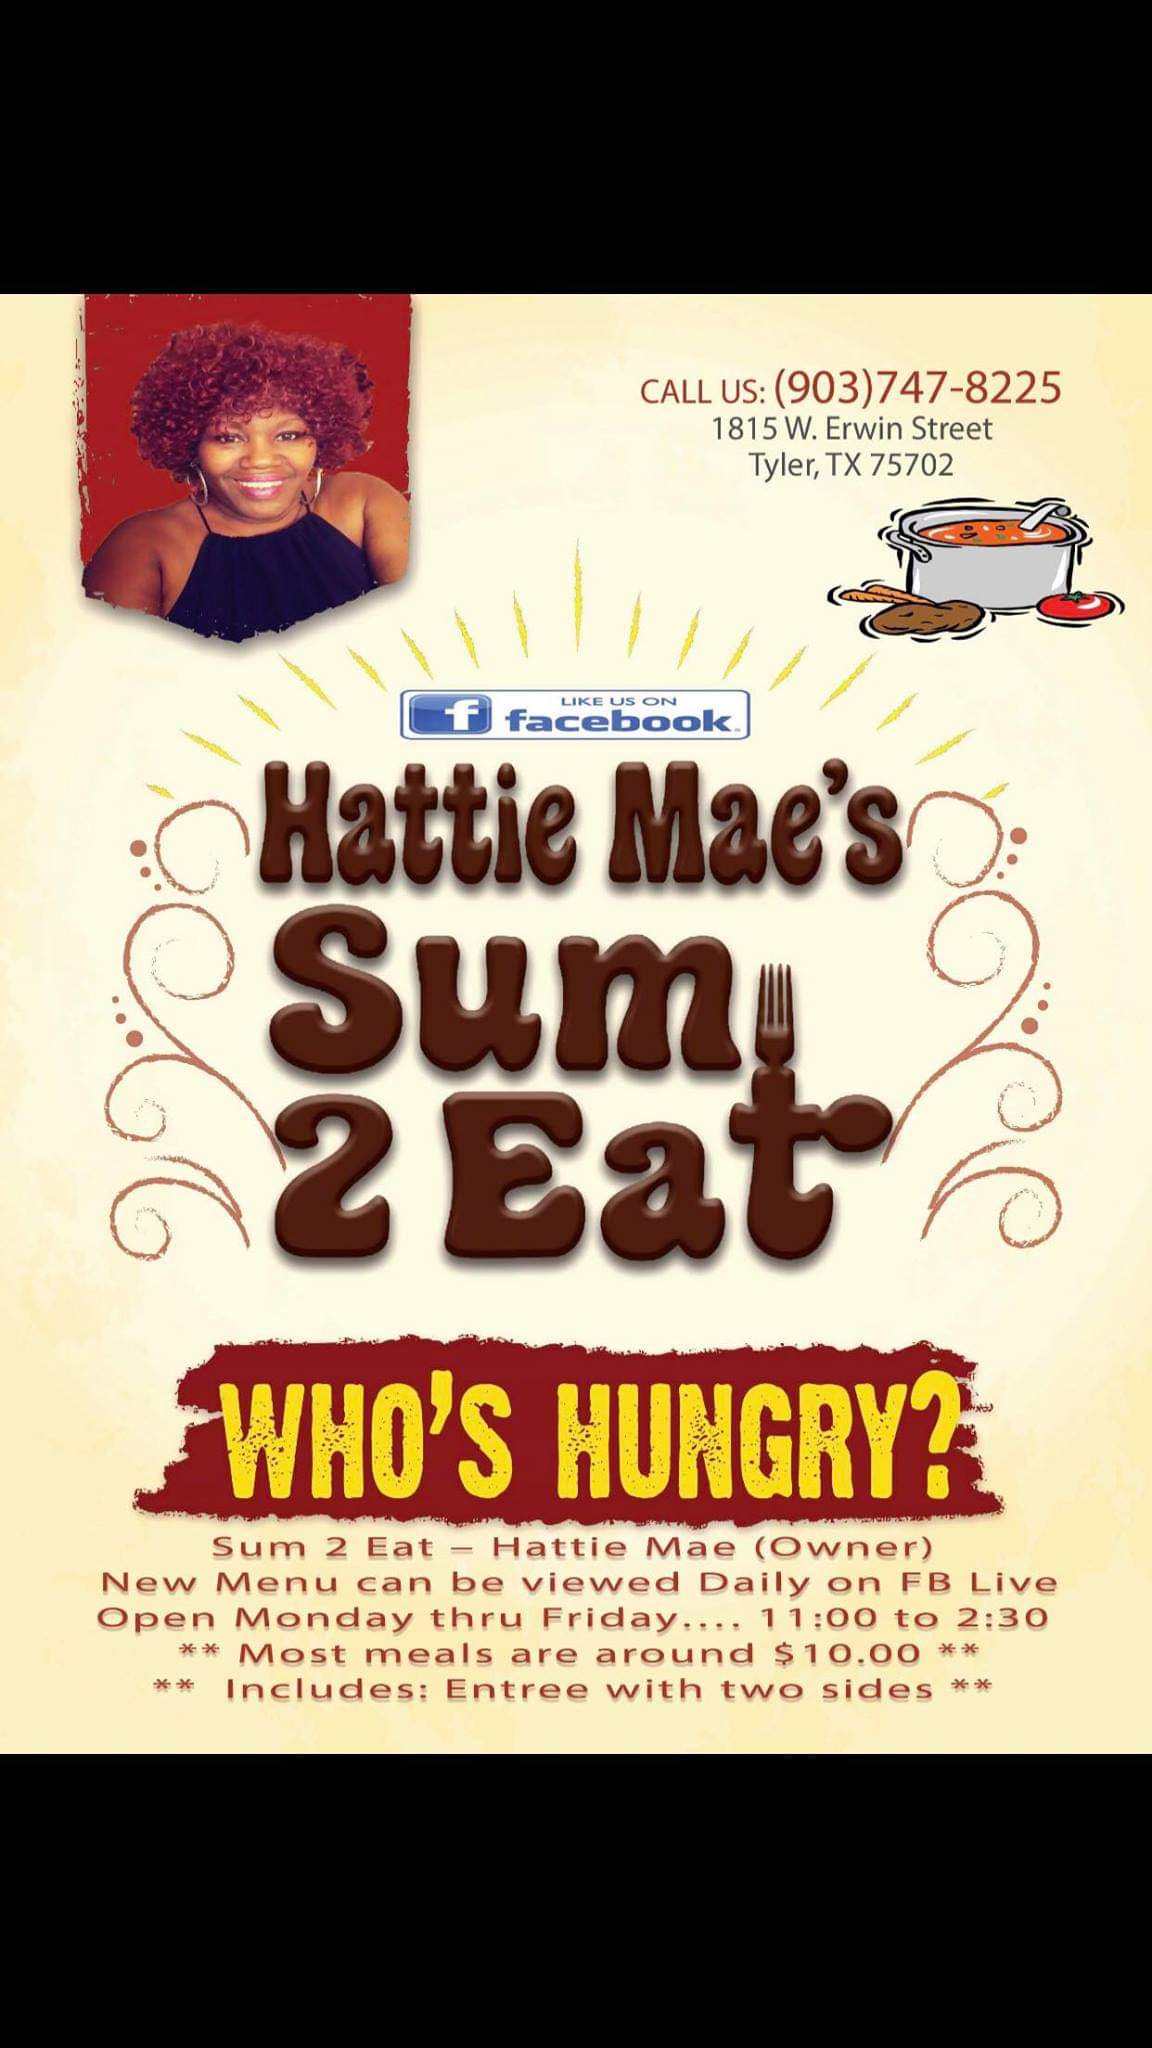 CALL US: (903)747-8225
1815 W. Erwin Street
Tyler, TX 75702
f
LIKE US ON
facebook.
Hattie Mae's
Sum
2 Eat
WHO'S HUNGRY?
Sum 2 Eat – Hattie Mae (Owner)
New Menu can be viewed Daily on FB Live
Open Monday thru Friday.... 11:00 to 2:30
** Most meals are around $10.00 **
** Includes: Entree with two sides **